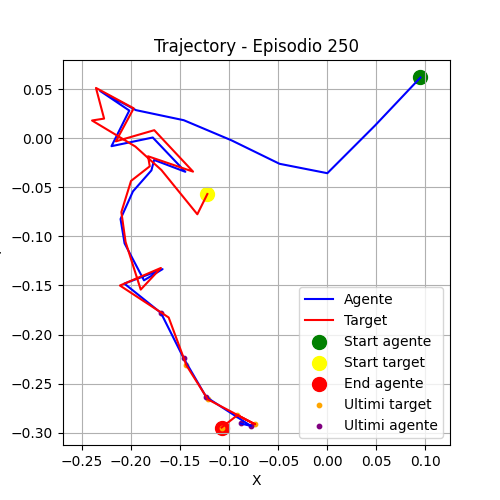 Trajectory - Episodio 250
0.05
0.00
−0.05
−0.10
−0.15
−0.20
−0.25
−0.30
Agente
Target
Start agente
Start target
End agente
Ultimi target
Ultimi agente
−0.25 −0.20 −0.15 −0.10 −0.05 0.00 0.05 0.10
X